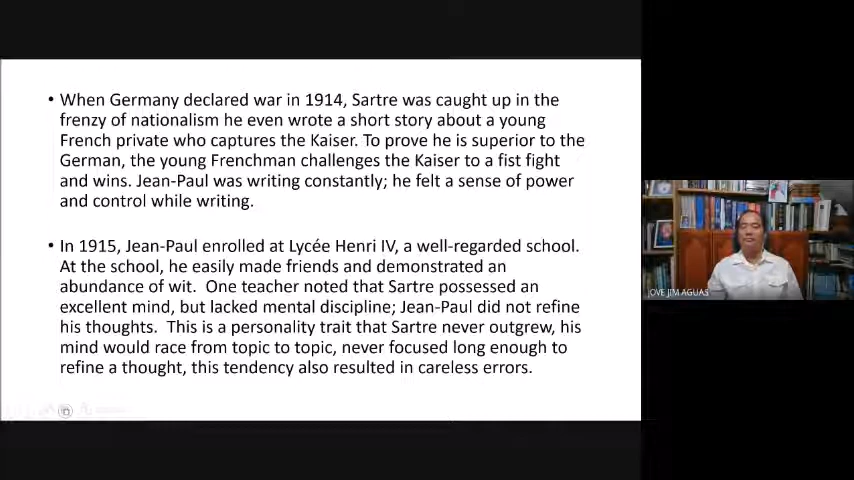 • When Germany declared war in 1914, Sartre was caught up in the
frenzy of nationalism he even wrote a short story about a young
French private who captures the Kaiser. To prove he is superior to the
German, the young Frenchman challenges the Kaiser to a fist fight
and wins. Jean-Paul was writing constantly; he felt a sense of power
and control while writing.
• In 1915, Jean-Paul enrolled at Lycée Henri IV, a well-regarded school.
At the school, he easily made friends and demonstrated an
abundance of wit.  One teacher noted that Sartre possessed an
excellent mind, but lacked mental discipline; Jean-Paul did not refine
his thoughts.  This is a personality trait that Sartre never outgrew, his
mind would race from topic to topic, never focused long enough to
refine a thought, this tendency also resulted in careless errors.
JOVE JIM AGUAS